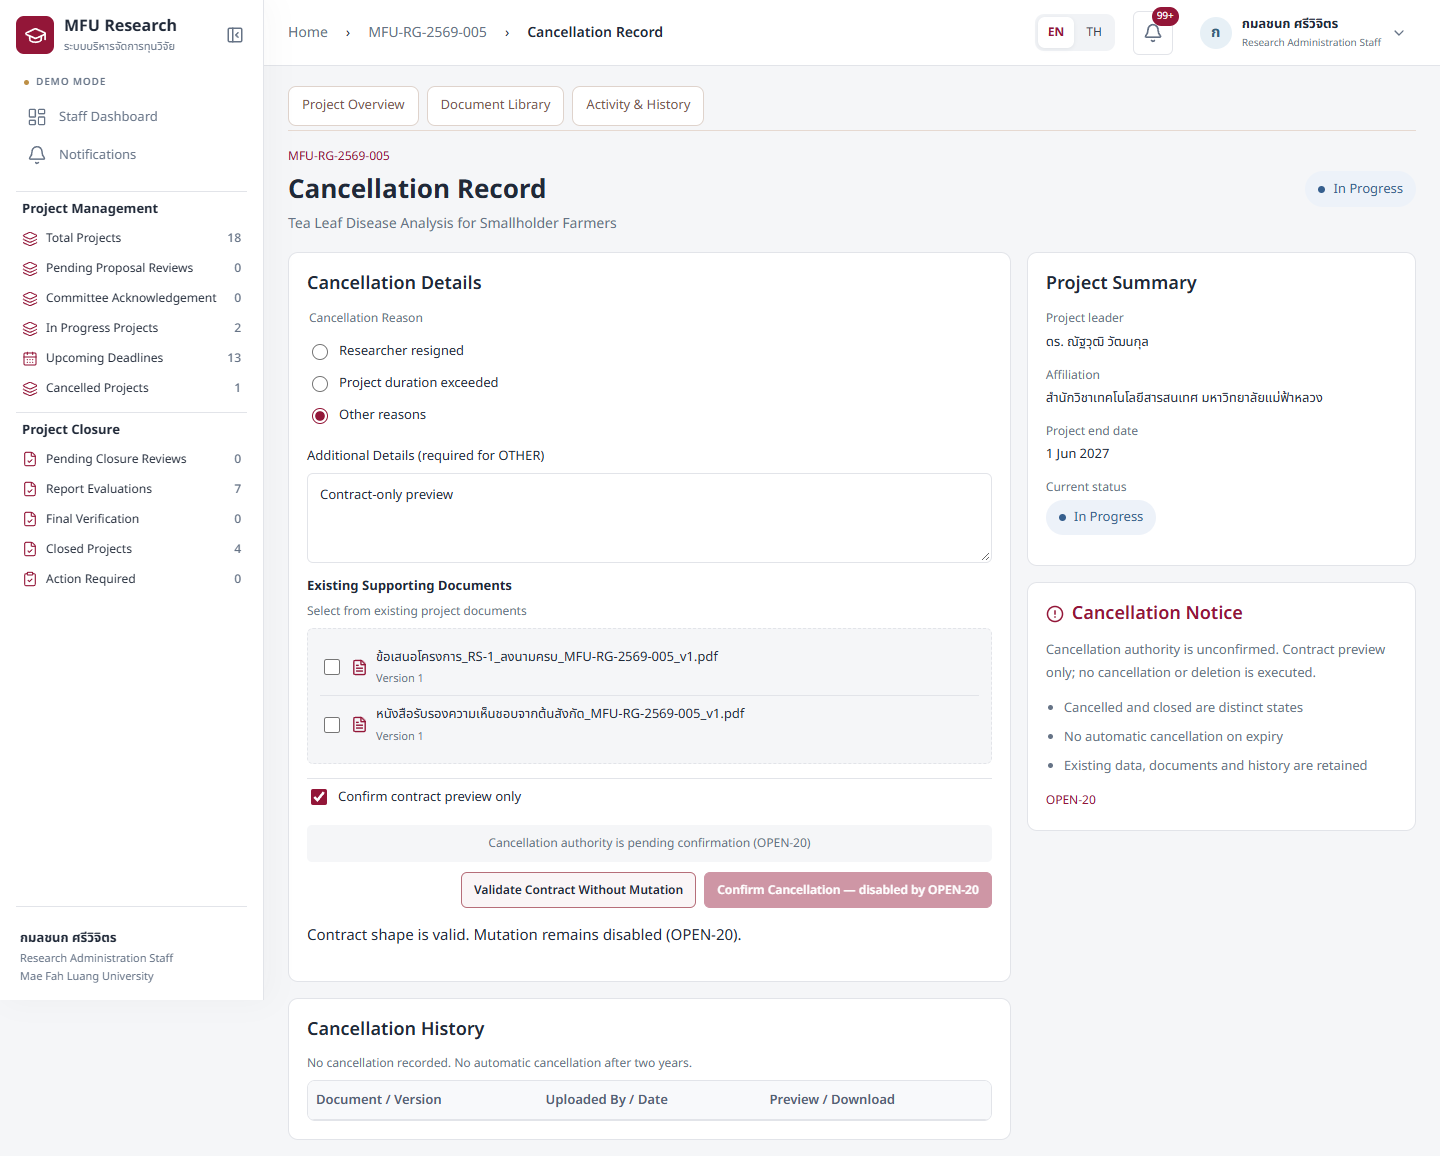 MFU Research
ระบบบริหารจัดการทุนวิจัย
DEMO MODE
Staff Dashboard
Notifications
Project Management
Total Projects 18
Pending Proposal Reviews 0
Committee Acknowledgement 0
In Progress Projects 2
Upcoming Deadlines 13
Cancelled Projects 1
Project Closure
Pending Closure Reviews 0
Report Evaluations 7
Final Verification 0
Closed Projects 4
Action Required 0
กมลชนก ศรีวิจิตร
Research Administration Staff
Mae Fah Luang University
Home › MFU-RG-2569-005 › Cancellation Record
EN TH
99+
ก
กมลชนก ศรีวิจิตร
Research Administration Staff
Project Overview Document Library Activity & History
MFU-RG-2569-005
Cancellation Record
In Progress
Tea Leaf Disease Analysis for Smallholder Farmers
Cancellation Details
Cancellation Reason
Researcher resigned
Project duration exceeded
Other reasons
Additional Details (required for OTHER)
Contract-only preview
Existing Supporting Documents
Select from existing project documents
ข้อเสนอโครงการ_RS-1_ลงนามครบ_MFU-RG-2569-005_v1.pdf
Version 1
หนังสือรับรองความเห็นชอบจากต้นสังกัด_MFU-RG-2569-005_v1.pdf
Version 1
Confirm contract preview only
Cancellation authority is pending confirmation (OPEN-20)
Validate Contract Without Mutation
Confirm Cancellation — disabled by OPEN-20
Contract shape is valid. Mutation remains disabled (OPEN-20).
Cancellation History
No cancellation recorded. No automatic cancellation after two years.
Document / Version Uploaded By / Date Preview / Download
Project Summary
Project leader
ดร. ณัฐวุฒิ วัฒนกุล
Affiliation
สำนักวิชาเทคโนโลยีสารสนเทศ มหาวิทยาลัยแม่ฟ้าหลวง
Project end date
1 Jun 2027
Current status
In Progress
Cancellation Notice
Cancellation authority is unconfirmed. Contract preview
only; no cancellation or deletion is executed.
• Cancelled and closed are distinct states
• No automatic cancellation on expiry
• Existing data, documents and history are retained
OPEN-20